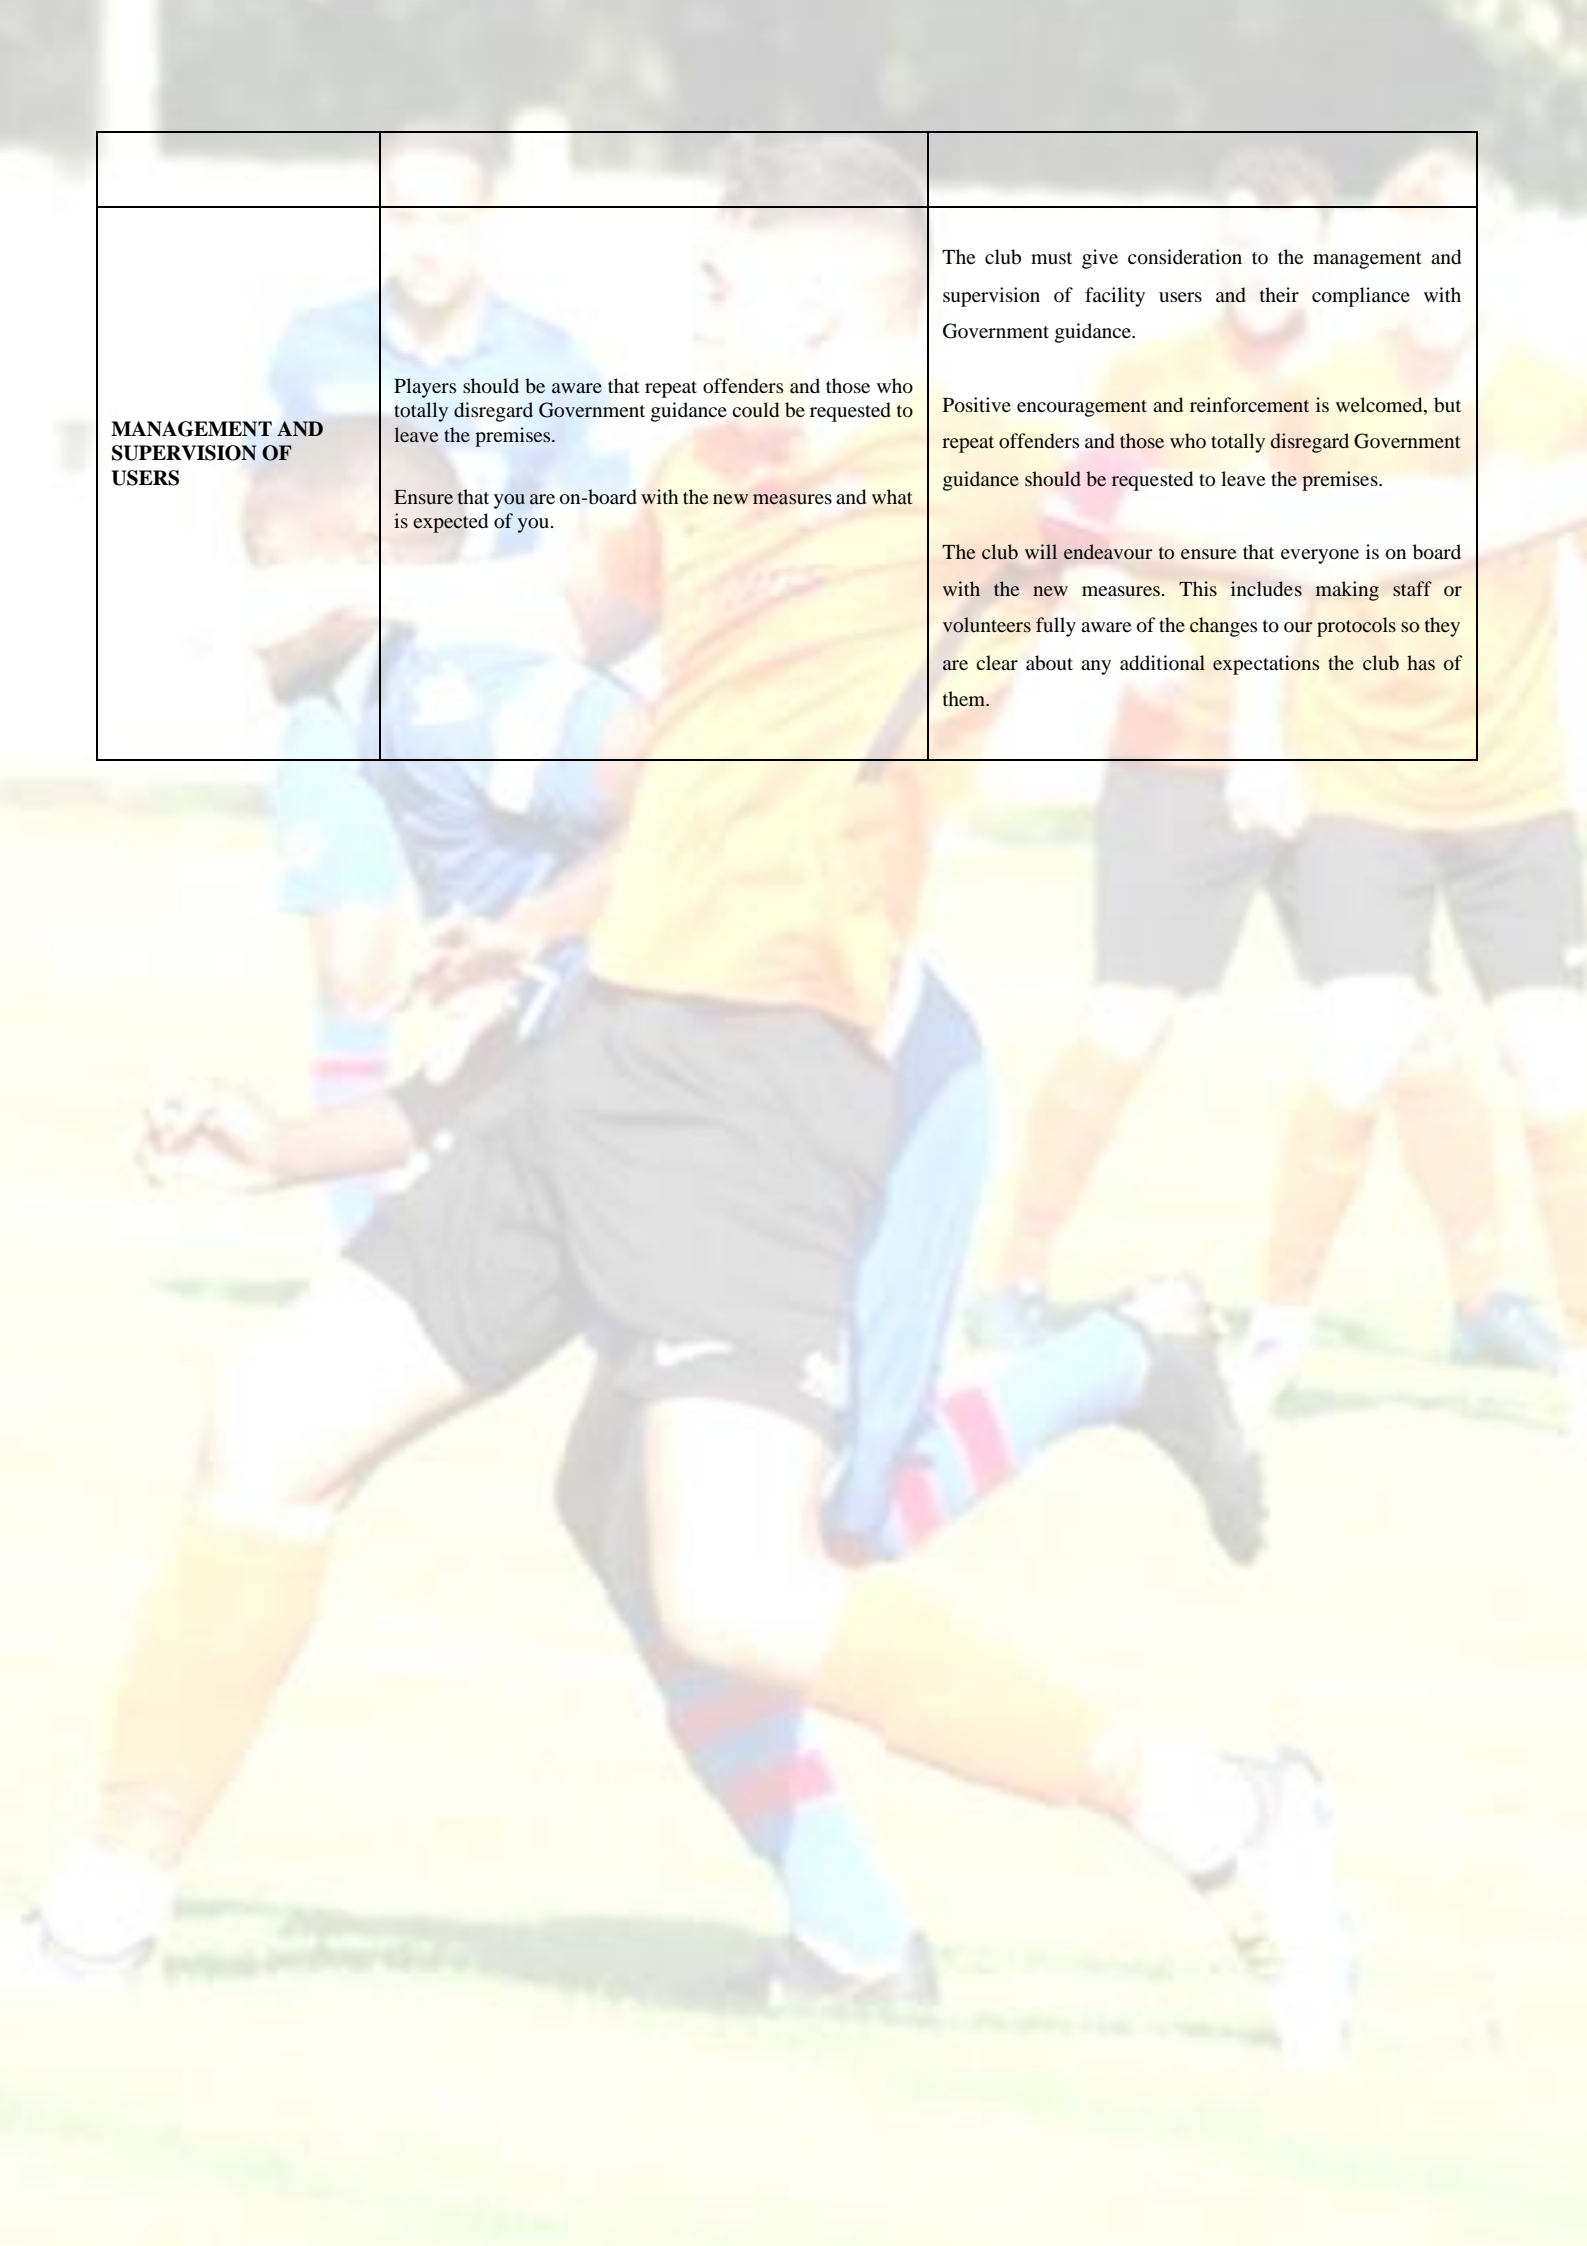 MANAGEMENT AND
SUPERVISION OF
USERS
Players should be aware that repeat offenders and those who
totally disregard Government guidance could be requested to
leave the premises.
Ensure that you are on-board with the new measures and what
is expected of you.
The club must give consideration to the management and
supervision of facility users and their compliance with
Government guidance.
Positive encouragement and reinforcement is welcomed, but
repeat offenders and those who totally disregard Government
guidance should be requested to leave the premises.
The club will endeavour to ensure that everyone is on board
with the new measures. This includes making staff or
volunteers fully aware of the changes to our protocols so they
are clear about any additional expectations the club has of
them.